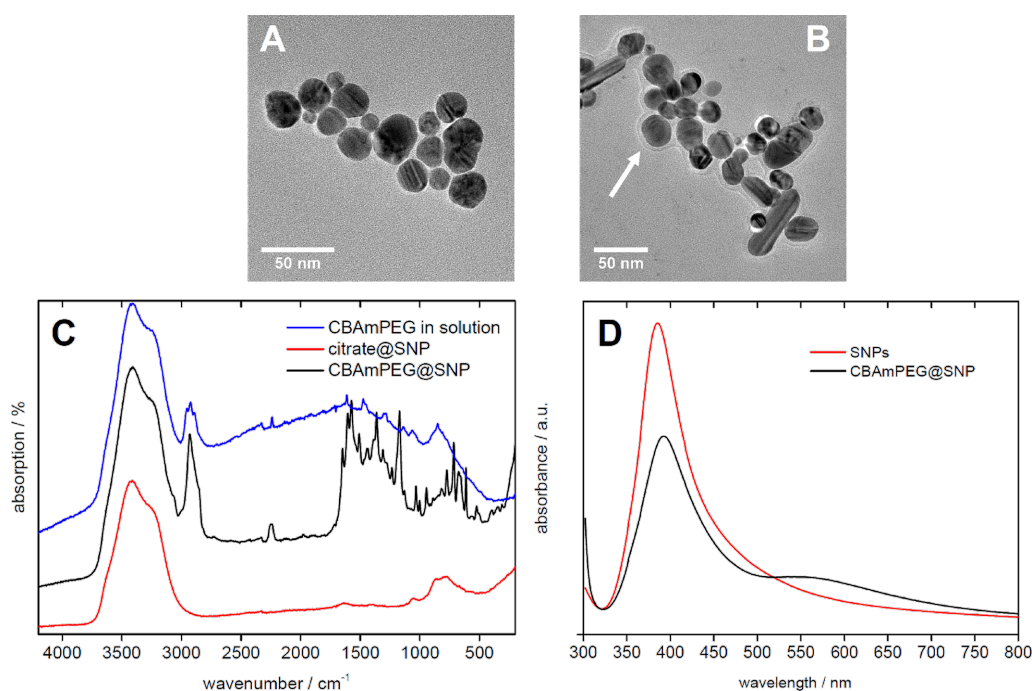 A
50 nm
B
50 nm
C
CBAmPEG in solution
citrate@SNP
CBAmPEG@SNP
absorption / %
4000 3500 3000 2500 2000 1500 1000 500
wavenumber / cm⁻¹
D
SNPs
CBAmPEG@SNP
absorbance / a.u.
300 350 400 450 500 550 600 650 700 750 800
wavelength / nm